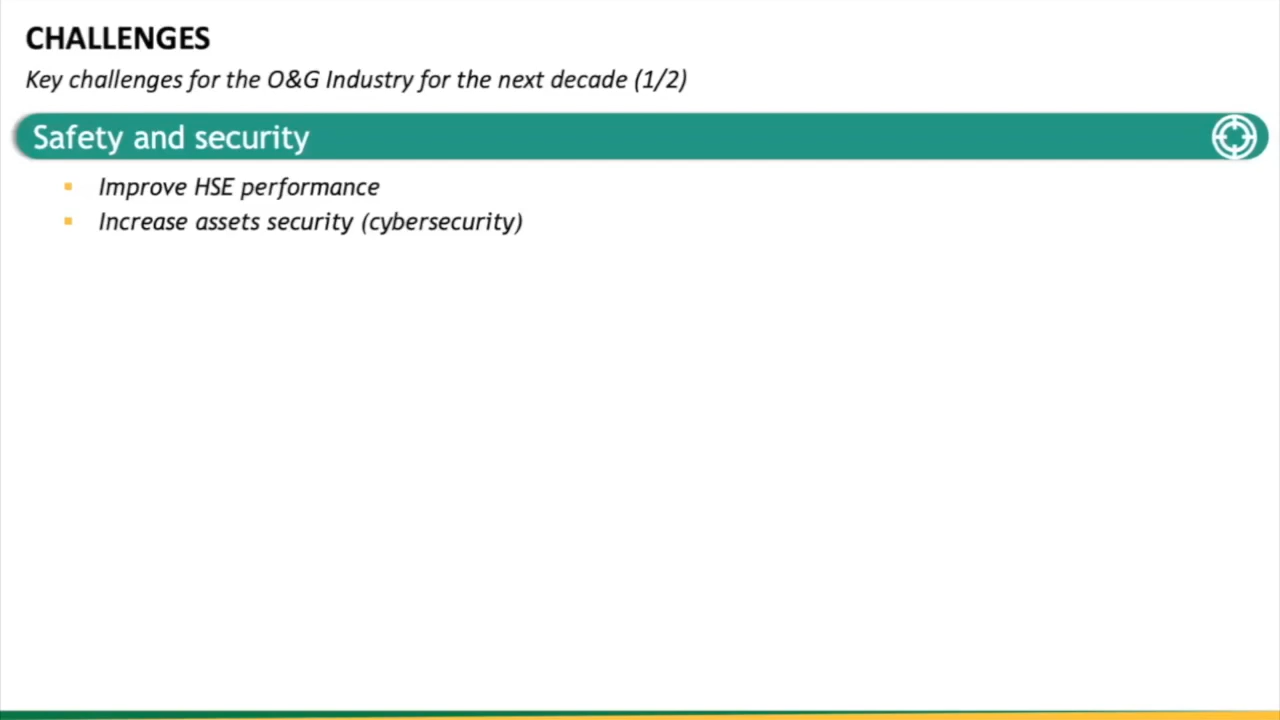 CHALLENGES
Key challenges for the O&G Industry for the next decade (1/2)
Safety and security
Improve HSE performance
Increase assets security (cybersecurity)